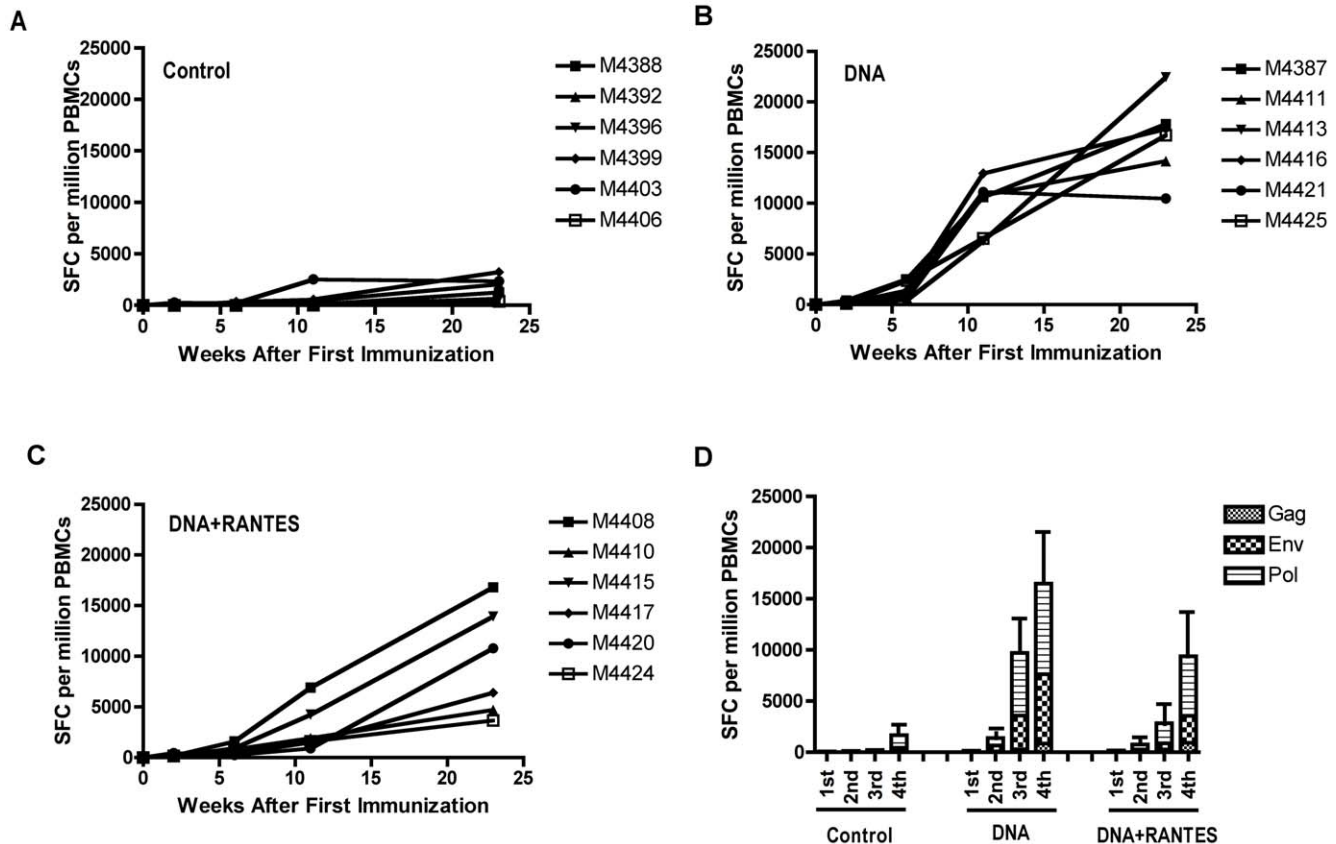 A
Control
SFC per million PBMCs
25000
20000
15000
10000
5000
0
0 5 10 15 20 25
Weeks After First Immunization
M4388
M4392
M4396
M4399
M4403
M4406
B
DNA
SFC per million PBMCs
25000
20000
15000
10000
5000
0
0 5 10 15 20 25
Weeks After First Immunization
M4387
M4411
M4413
M4416
M4421
M4425
C
DNA+RANTES
SFC per million PBMCs
25000
20000
15000
10000
5000
0
0 5 10 15 20 25
Weeks After First Immunization
M4408
M4410
M4415
M4417
M4420
M4424
D
SFC per million PBMCs
25000
20000
15000
10000
5000
0
1st 2nd 3rd 4th 1st 2nd 3rd 4th 1st 2nd 3rd 4th
Control DNA DNA+RANTES
Gag
Env
Pol